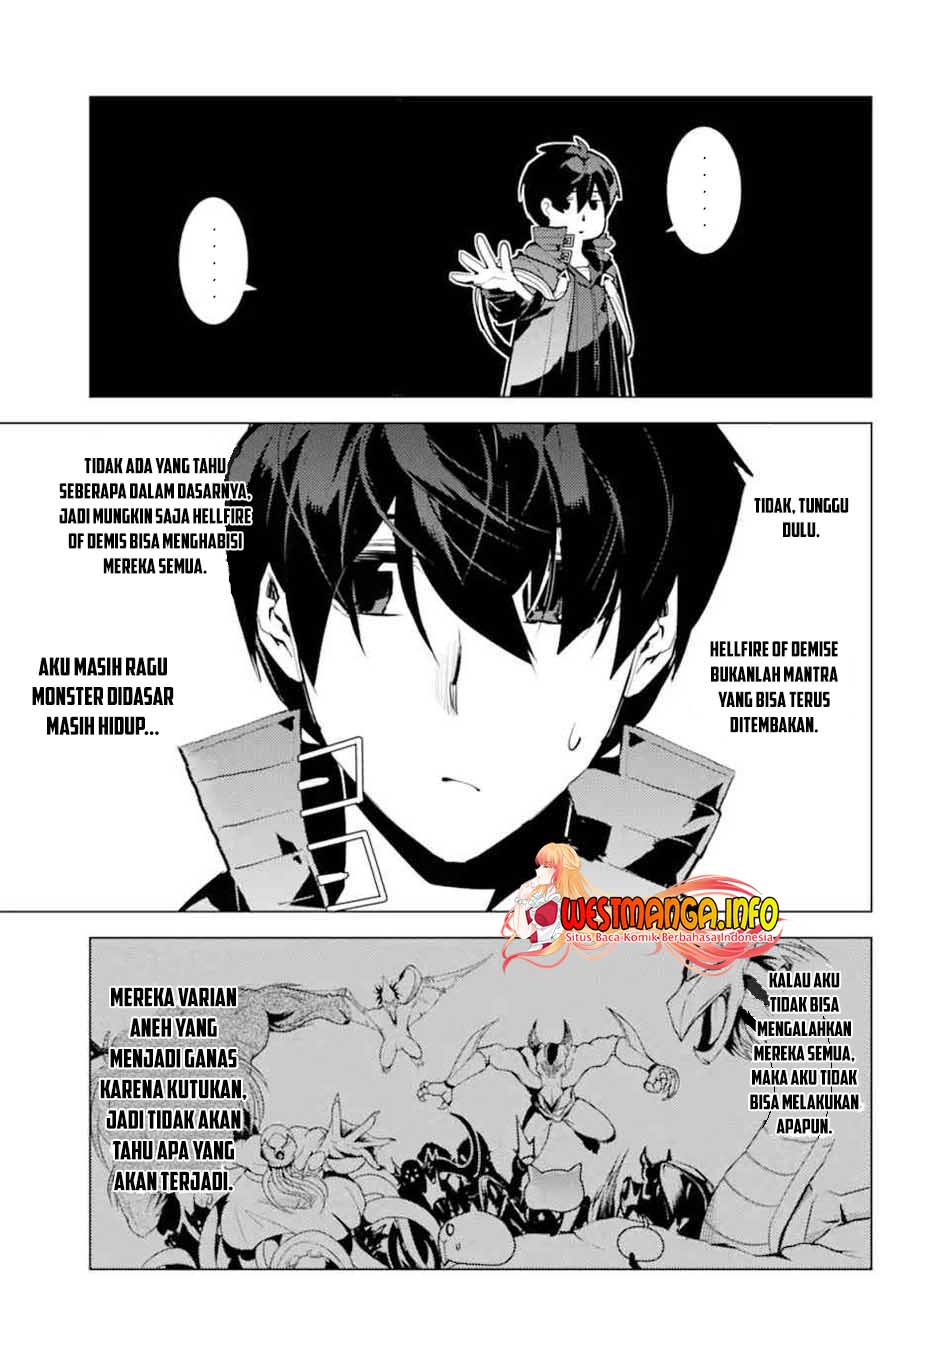 .....
.....
TIDAK, TUNGGU
DULU.
HELLFIRE OF DEMISE
BUKANLAH MANTRA
YANG BISA TERUS
DITEMBAKAN.
TIDAK ADA YANG TAHU
SEBERAPA DALAM DASARNYA,
JADI MUNGKIN SAJA HELLFIRE
OF DEMIS BISA MENGHABISI
MEREKA SEMUA.
AKU MASIH RAGU
MONSTER DIDASAR
MASIH HIDUP...
WESTMANGA.INFO
Situs Baca Komik Berbahasa Indonesia
KALAU AKU
TIDAK BISA
MENGALAHKAN
MEREKA SEMUA,
MAKA AKU TIDAK
BISA MELAKUKAN
APAPUN.
MEREKA VARIAN
ANEH YANG
MENJADI GANAS
KARENA KUTUKAN,
JADI TIDAK AKAN
TAHU APA YANG
AKAN TERJADI.